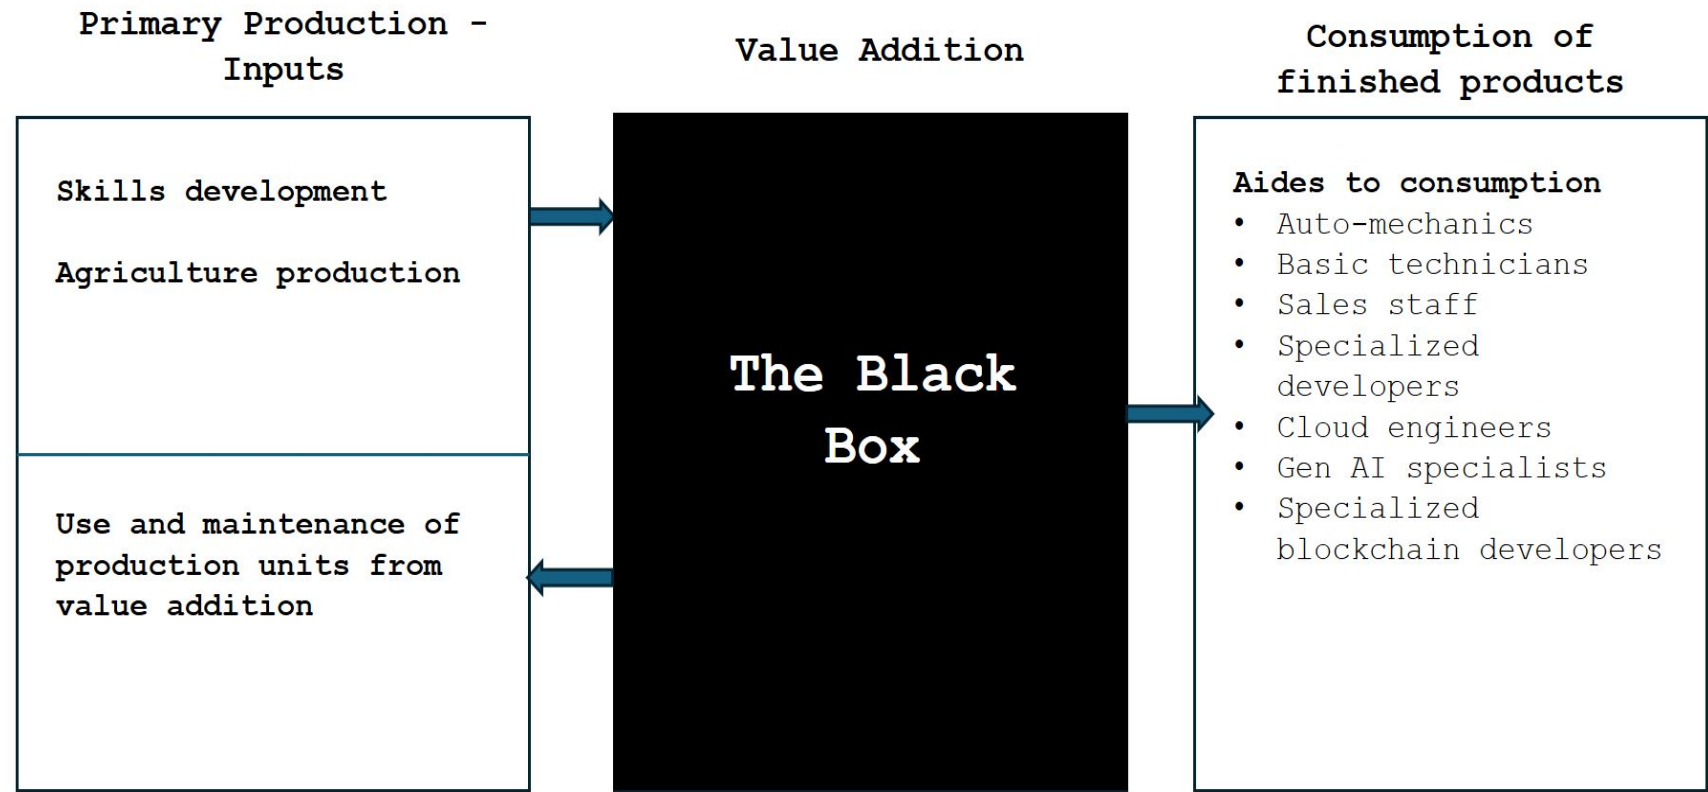 Primary Production -
Inputs
Value Addition
Consumption of
finished products
Skills development
Agriculture production
Use and maintenance of
production units from
value addition
The Black
Box
Aides to consumption
• Auto-mechanics
• Basic technicians
• Sales staff
• Specialized
developers
• Cloud engineers
• Gen AI specialists
• Specialized
blockchain developers